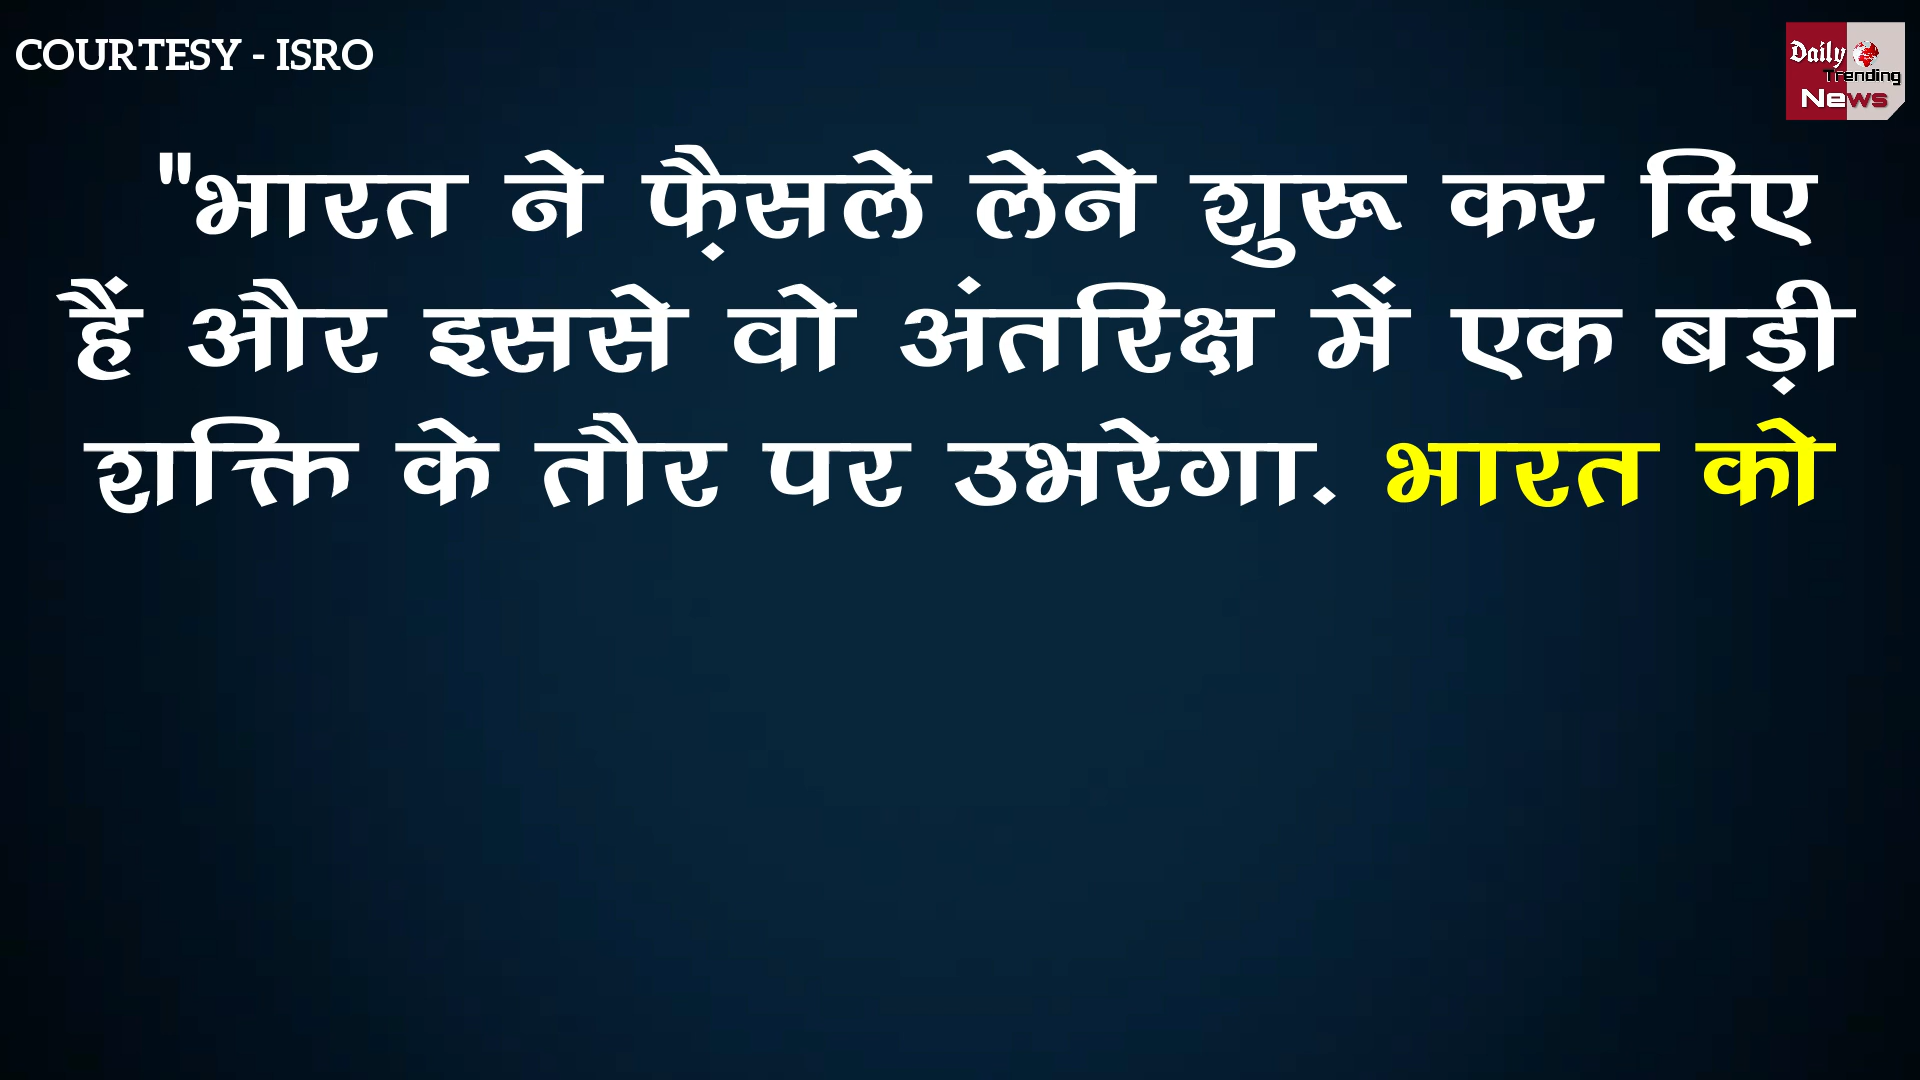 COURTESY - ISRO
Daily
Trending
News
"भारत ने फ़ैसले लेने शुरू कर दिए
हैं और इससे वो अंतरिक्ष में एक बड़ी
शक्ति के तौर पर उभरेगा. भारत को